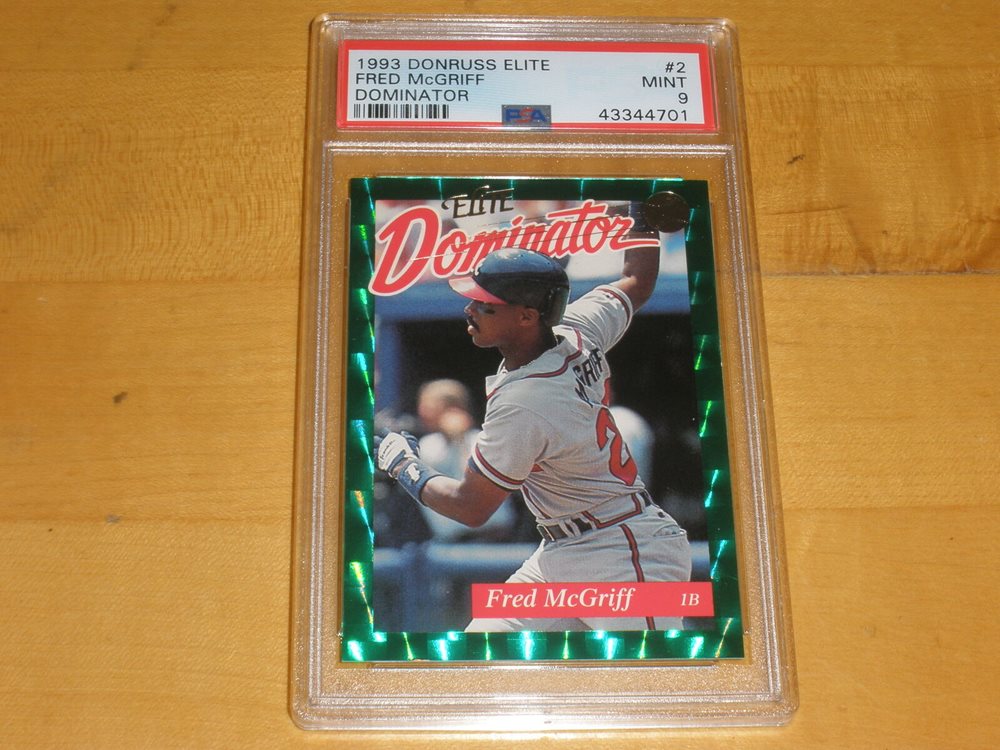 1993 DONRUSS ELITE #2
FRED McGRIFF MINT
DOMINATOR 9
PSA 43344701
ELITE
Dominator
Fred McGriff 1B